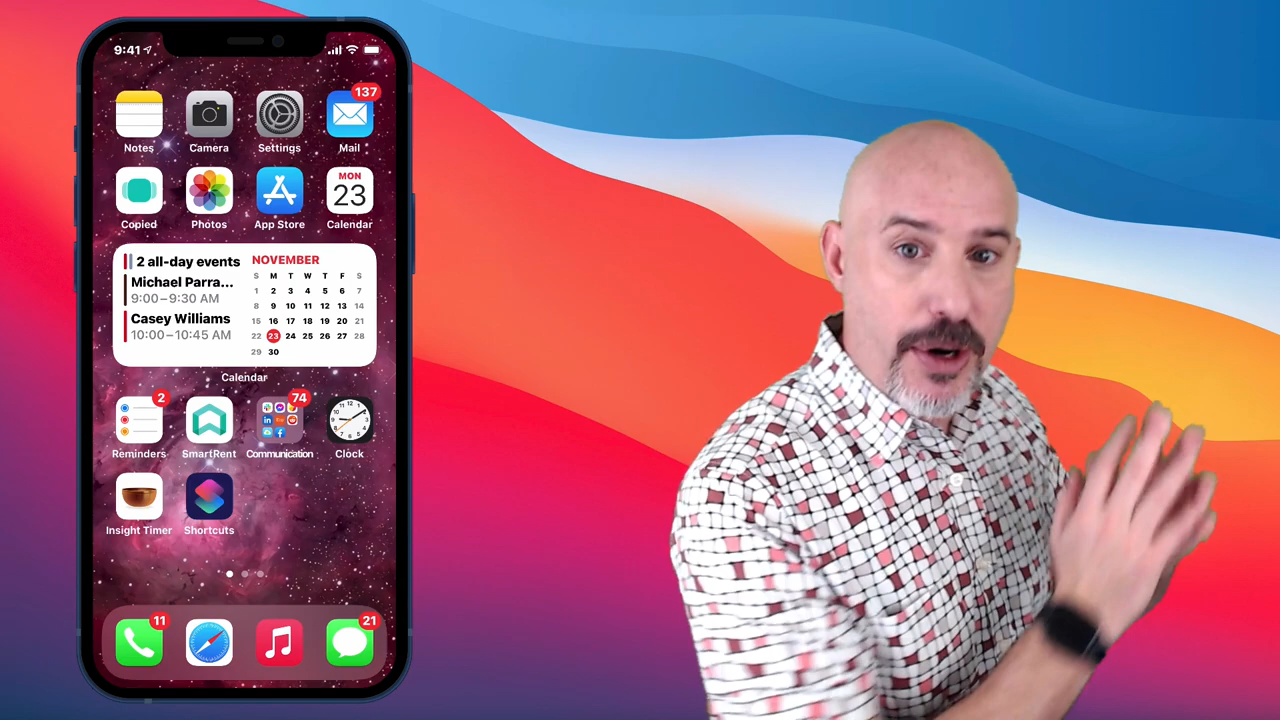 9:41
137
Notes Camera Settings Mail
MON
23
Copied Photos App Store Calendar
2 all-day events
Michael Parra...
9:00–9:30 AM
Casey Williams
10:00–10:45 AM
NOVEMBER
S M T W T F S
1 2 3 4 5 6 7
8 9 10 11 12 13 14
15 16 17 18 19 20 21
22 23 24 25 26 27 28
29 30
Calendar
2 74
Reminders SmartRent Communication Clock
Insight Timer Shortcuts
11 21